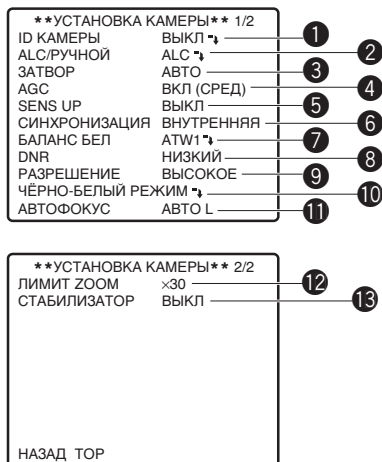 **УСТАНОВКА КАМЕРЫ** 1/2
ID КАМЕРЫ ВЫКЛ ↴ 1
ALC/РУЧНОЙ ALC ↴ 2
ЗАТВОР АВТО 3
AGC ВКЛ (СРЕД) 4
SENS UP ВЫКЛ 5
СИНХРОНИЗАЦИЯ ВНУТРЕННЯЯ 6
БАЛАНС БЕЛ ATW1 ↴ 7
DNR НИЗКИЙ 8
РАЗРЕШЕНИЕ ВЫСОКОЕ 9
ЧЁРНО-БЕЛЫЙ РЕЖИМ ↴ 10
АВТОФОКУС АВТО L 11
**УСТАНОВКА КАМЕРЫ** 2/2
ЛИМИТ ZOOM ×30 12
СТАБИЛИЗАТОР ВЫКЛ 13
НАЗАД TOP